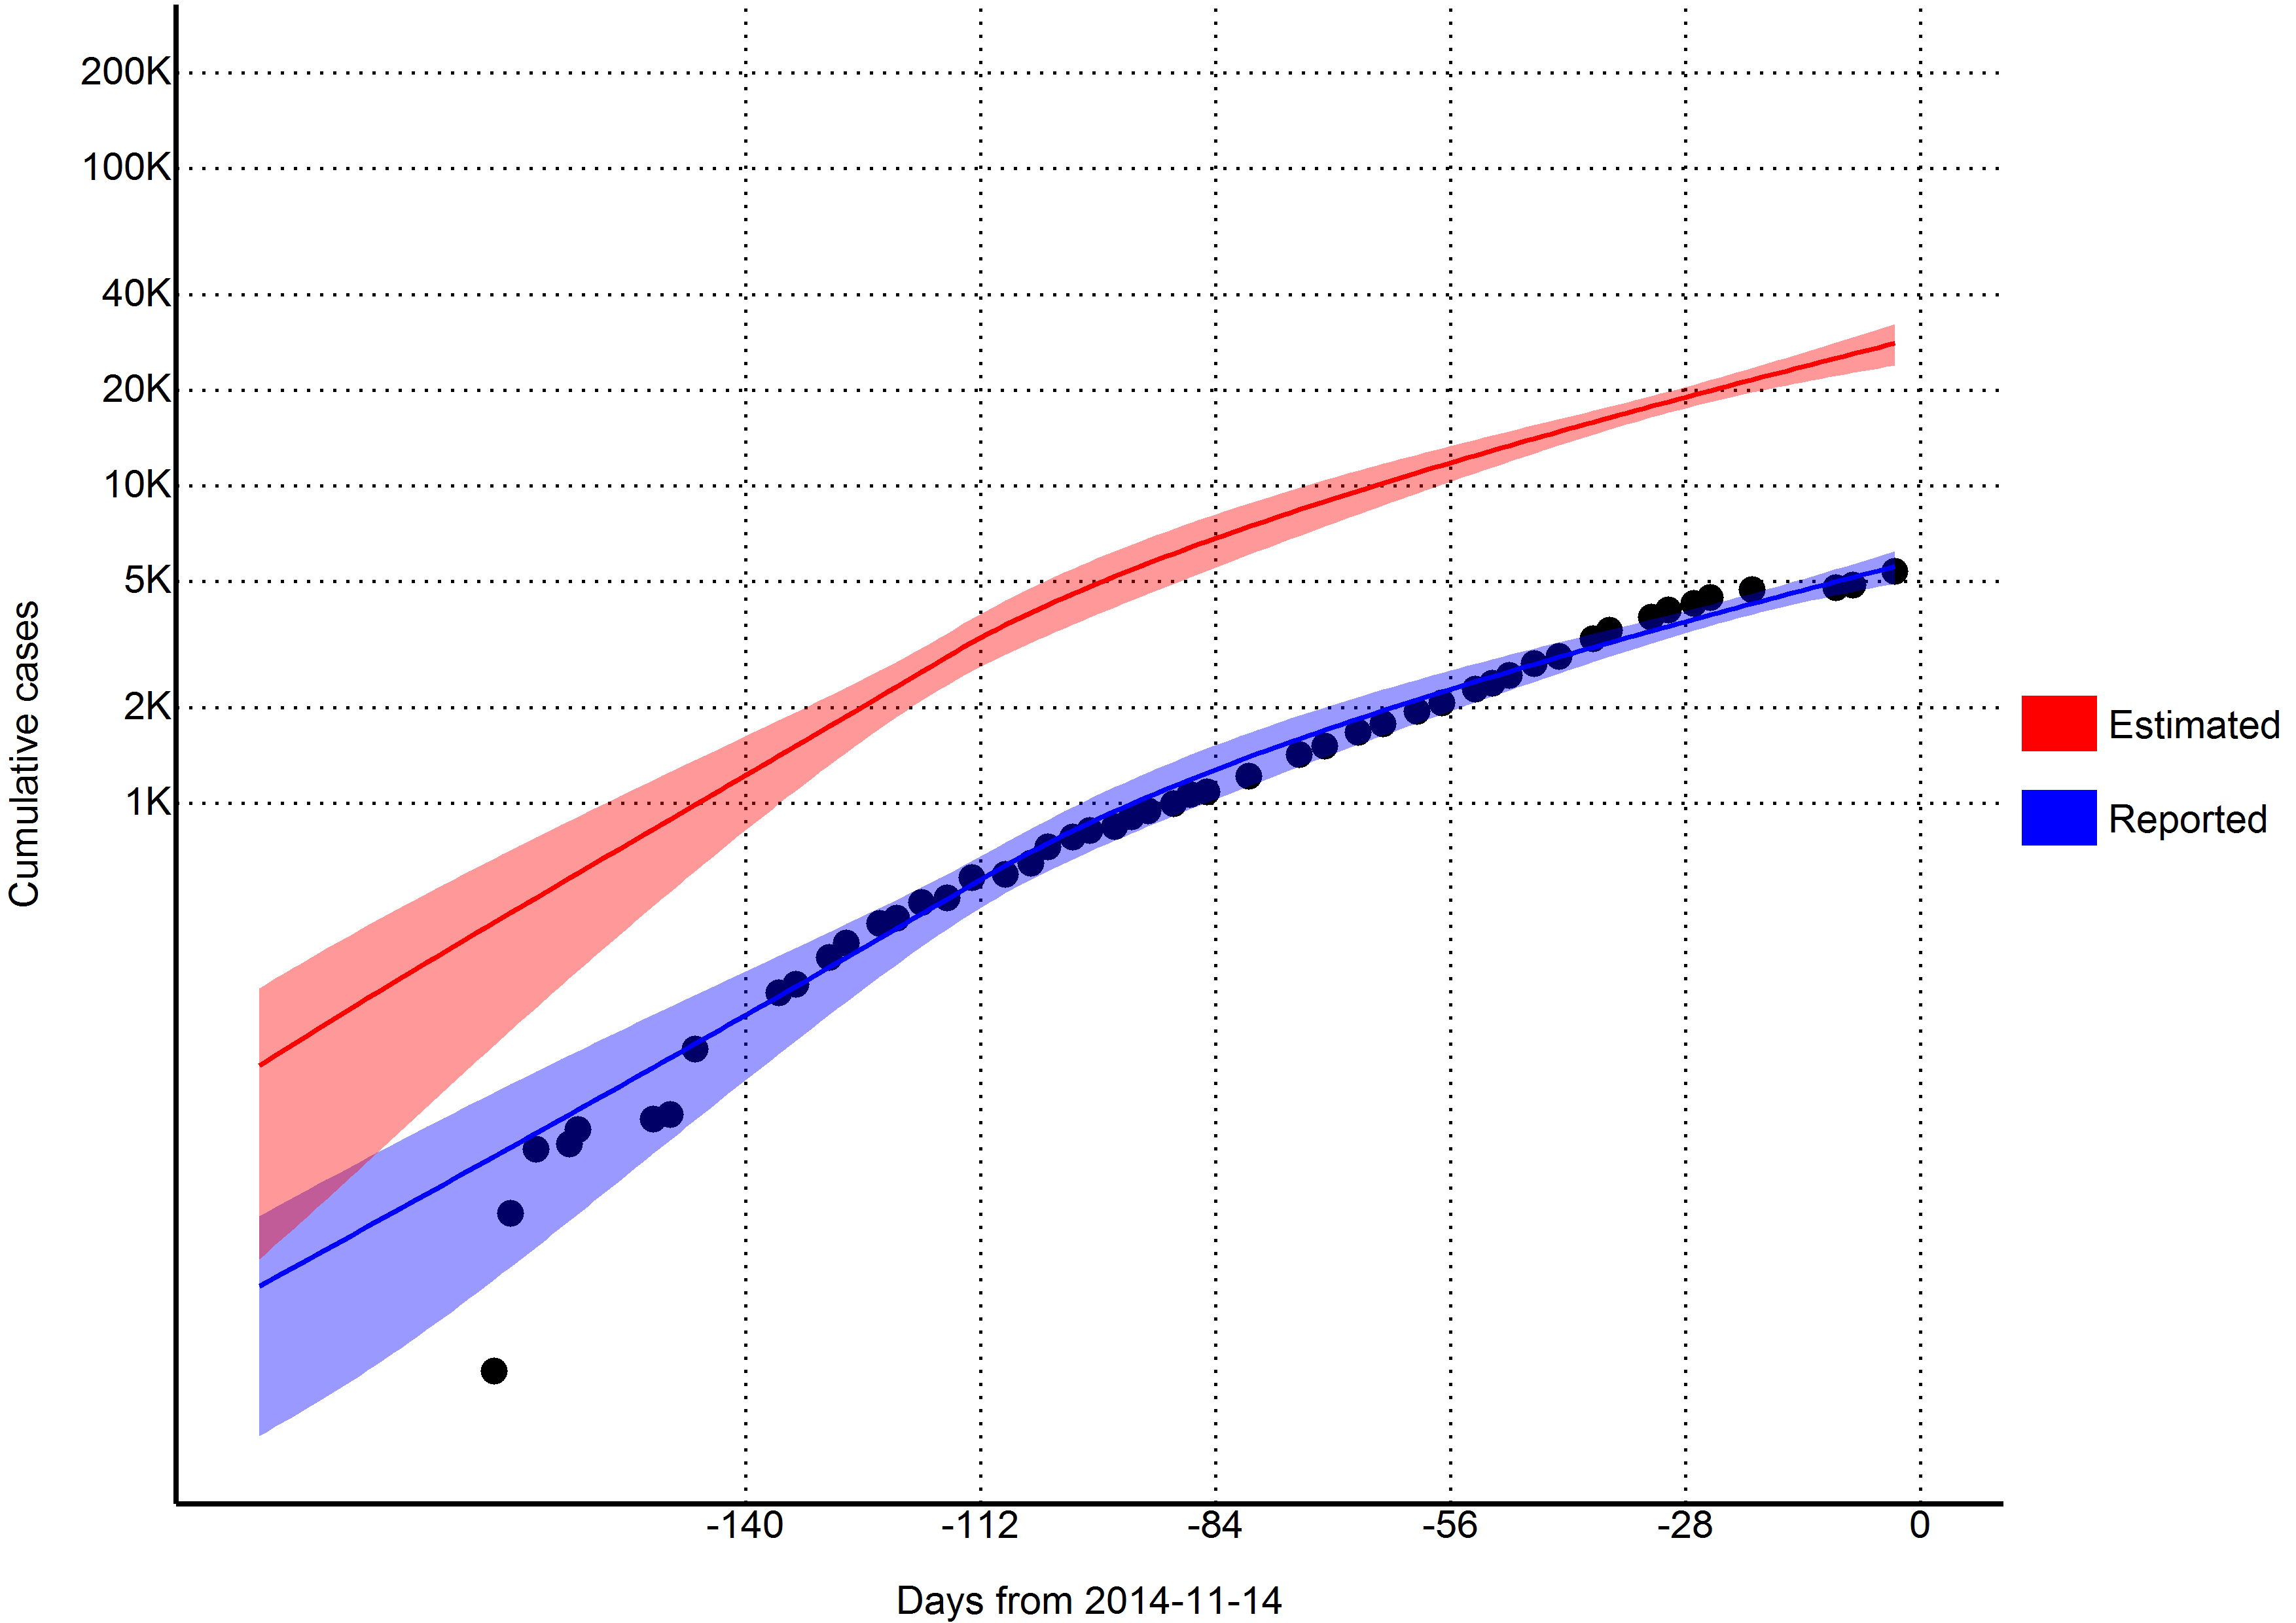 200K
100K
40K
20K
10K
5K
2K
1K
Cumulative cases
Estimated
Reported
-140 -112 -84 -56 -28 0
Days from 2014-11-14